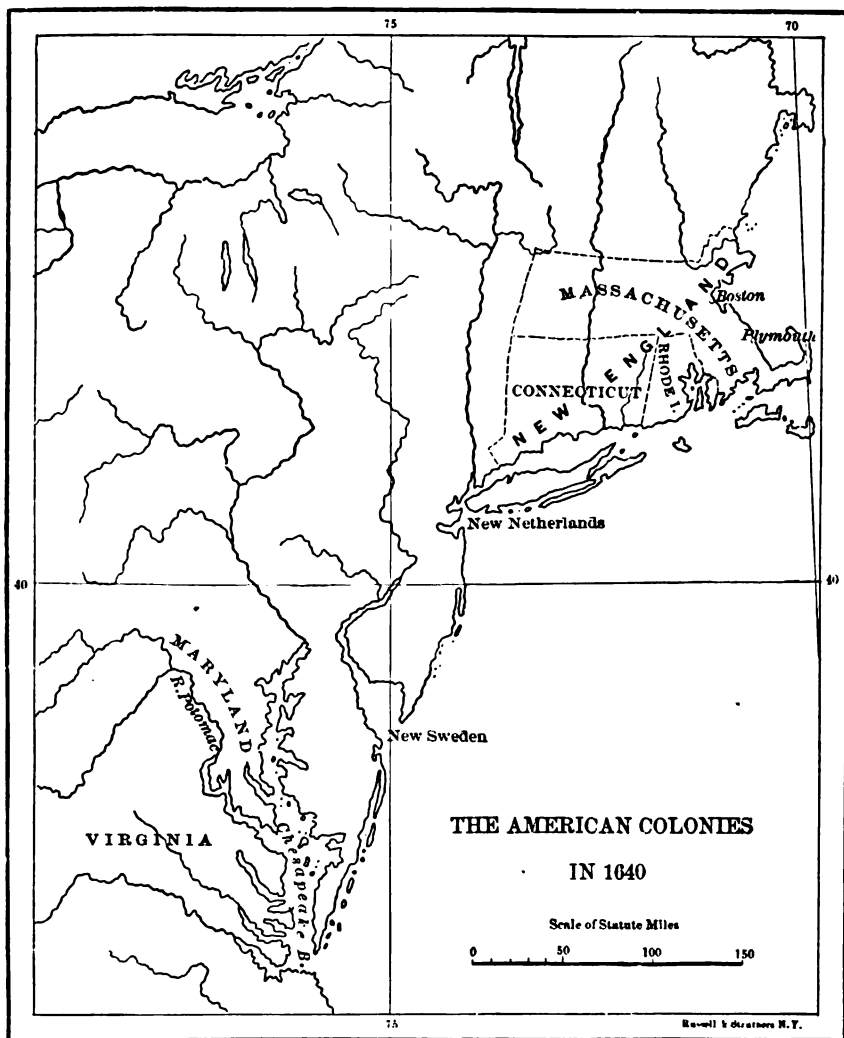 75
70
MASSACHUSETTS
NEW ENGLAND
Boston
Plymouth
RHODE I.
CONNECTICUT
New Netherlands
40
40
MARYLAND
R. Potomac
New Sweden
VIRGINIA
Chesapeake B.
THE AMERICAN COLONIES
IN 1640
Scale of Statute Miles
0 50 100 150
75
Struthers N.Y.